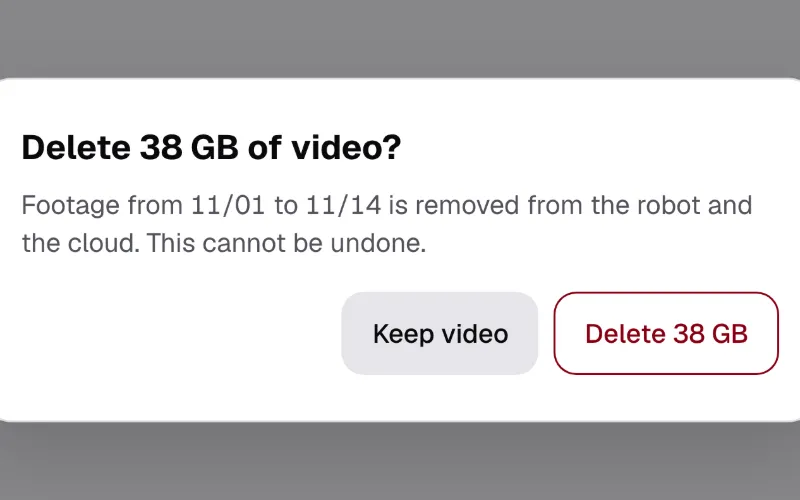 Delete 38 GB of video?
Footage from 11/01 to 11/14 is removed from the robot and
the cloud. This cannot be undone.
Keep video
Delete 38 GB